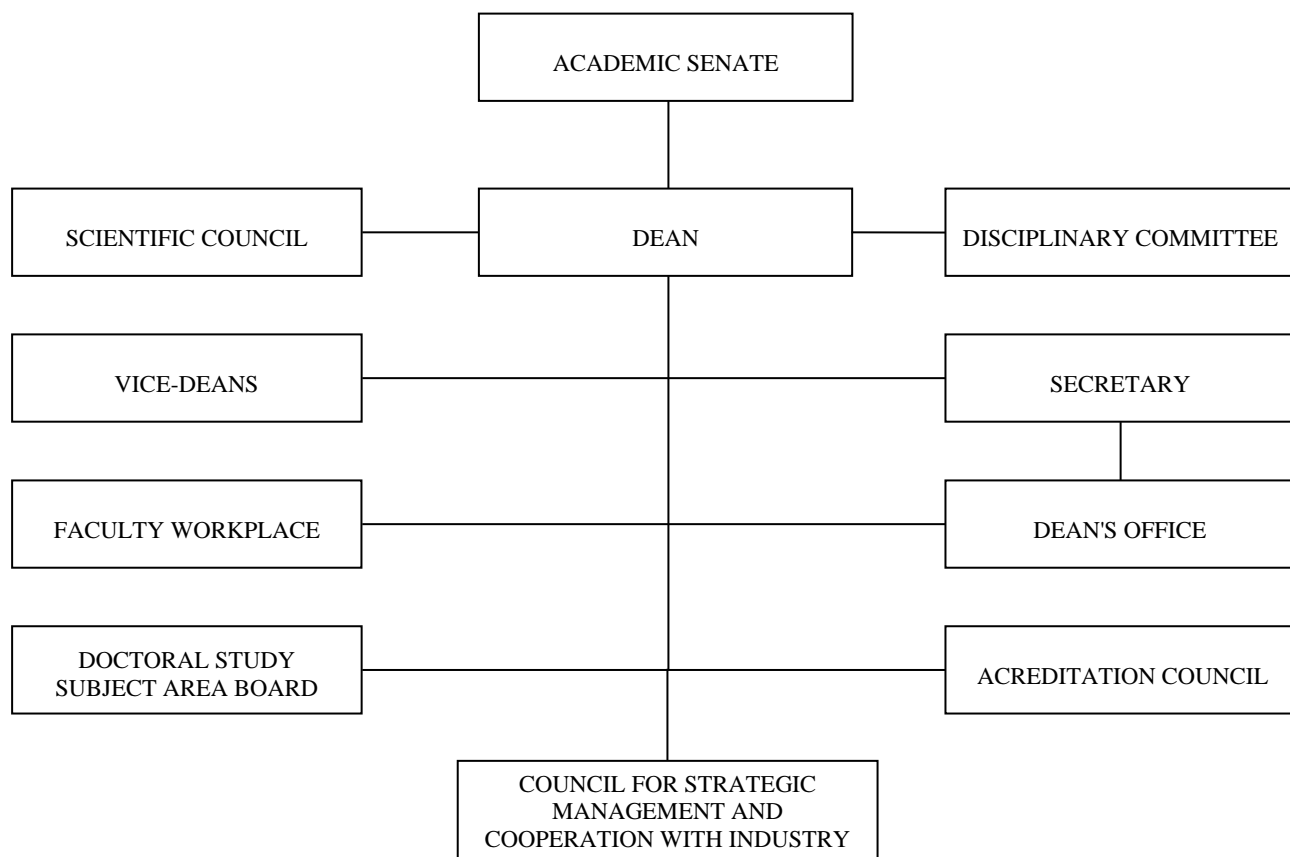 ACADEMIC SENATE
SCIENTIFIC COUNCIL
DEAN
DISCIPLINARY COMMITTEE
VICE-DEANS
SECRETARY
FACULTY WORKPLACE
DEAN'S OFFICE
DOCTORAL STUDY
SUBJECT AREA BOARD
ACREDITATION COUNCIL
COUNCIL FOR STRATEGIC
MANAGEMENT AND
COOPERATION WITH INDUSTRY